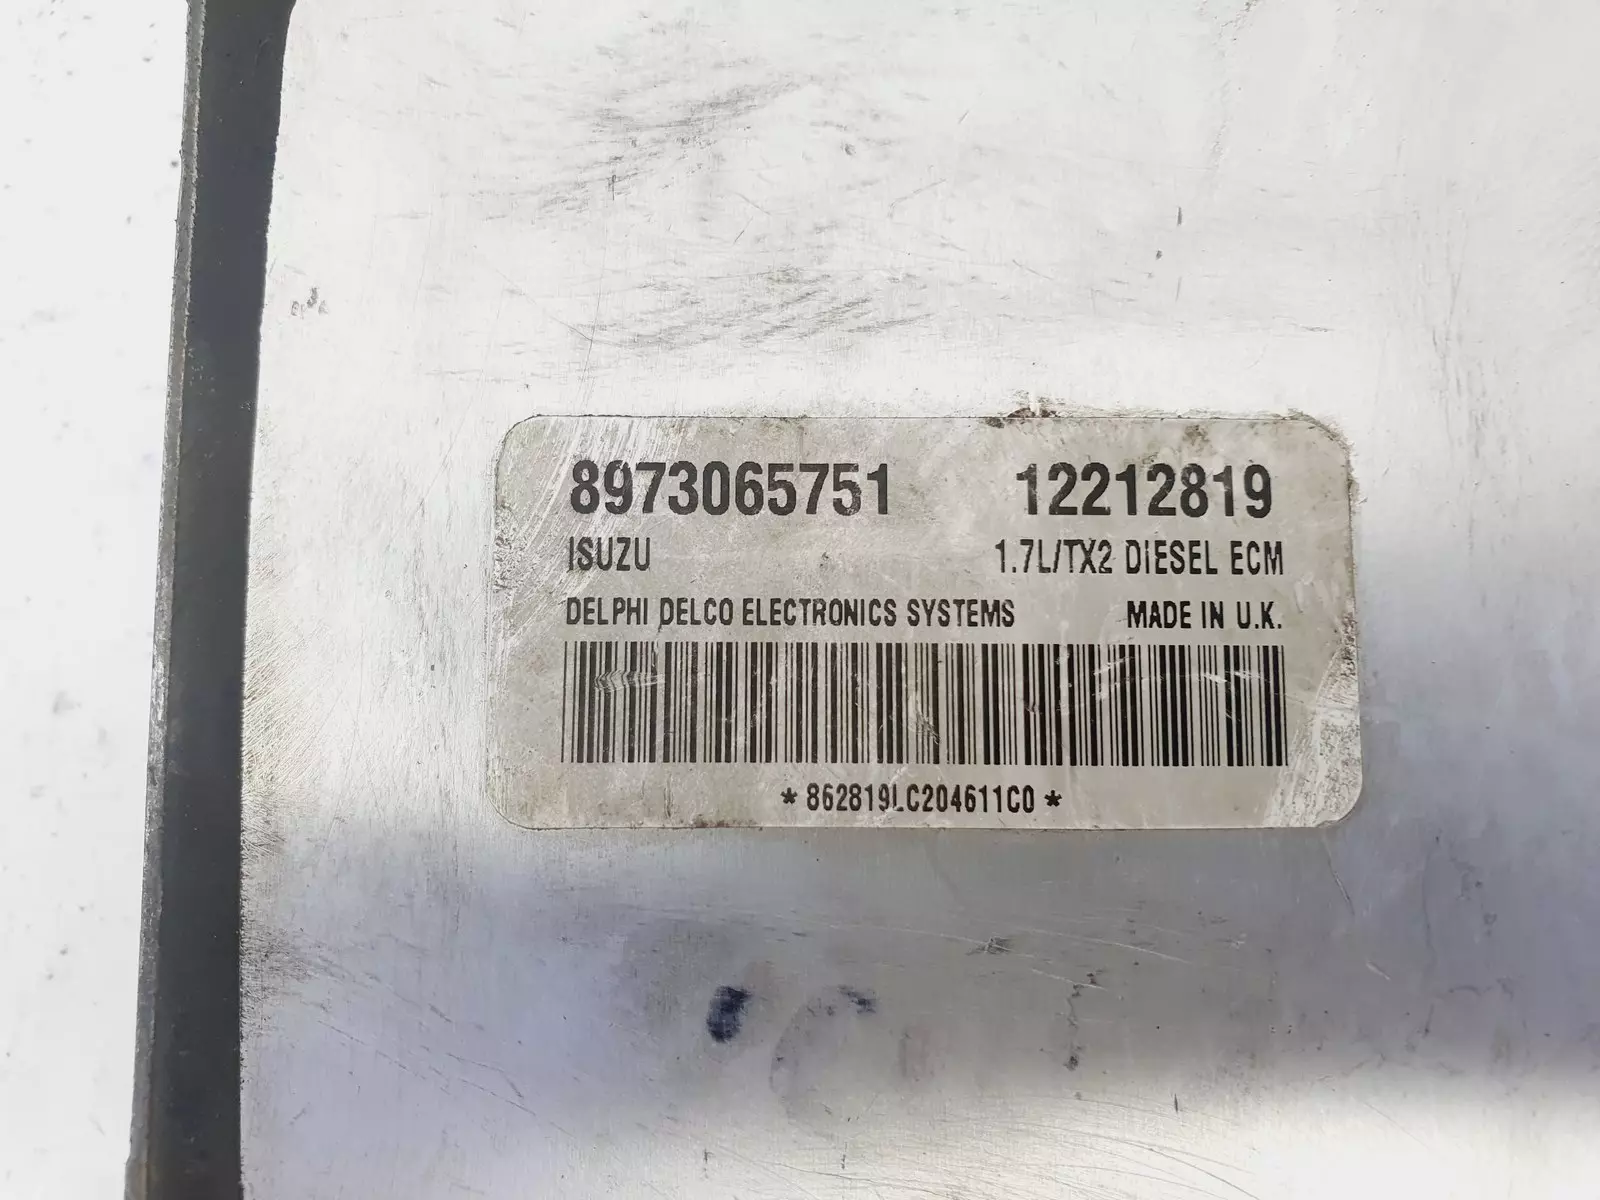 8973065751 12212819
ISUZU 1.7L/TX2 DIESEL ECM
DELPHI DELCO ELECTRONICS SYSTEMS MADE IN U.K.
*862819LC204611C0*